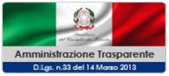 Amministrazione Trasparente
D.Lgs. n.33 del 14 Marzo 2013